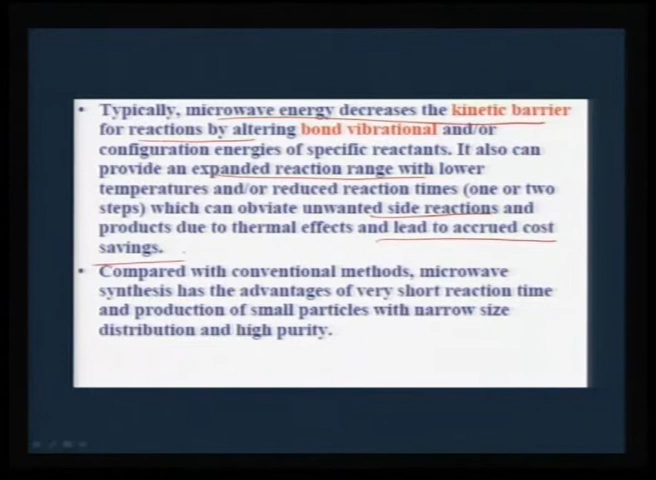 • Typically, microwave energy decreases the kinetic barrier
for reactions by altering bond vibrational and/or
configuration energies of specific reactants. It also can
provide an expanded reaction range with lower
temperatures and/or reduced reaction times (one or two
steps) which can obviate unwanted side reactions and
products due to thermal effects and lead to accrued cost
savings.
• Compared with conventional methods, microwave
synthesis has the advantages of very short reaction time
and production of small particles with narrow size
distribution and high purity.